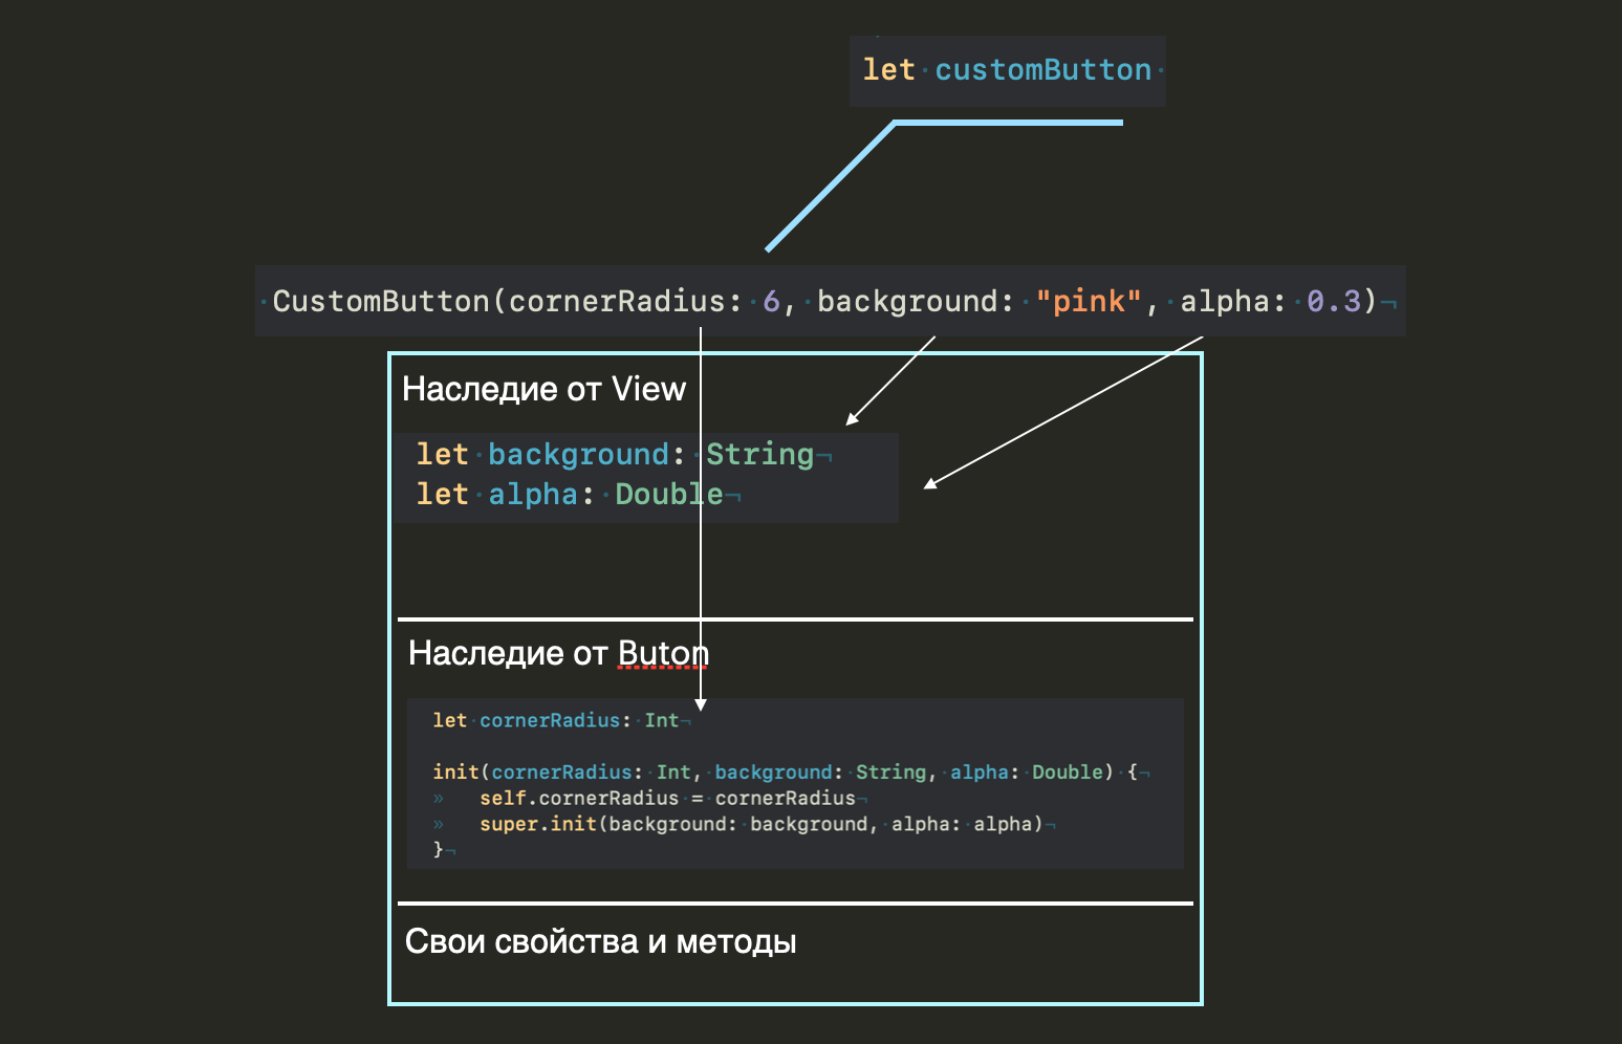 let customButton
CustomButton(cornerRadius: 6, background: "pink", alpha: 0.3)
Наследие от View
let background: String
let alpha: Double
Наследие от Buton
let cornerRadius: Int
init(cornerRadius: Int, background: String, alpha: Double) {
self.cornerRadius = cornerRadius
super.init(background: background, alpha: alpha)
}
Свои свойства и методы